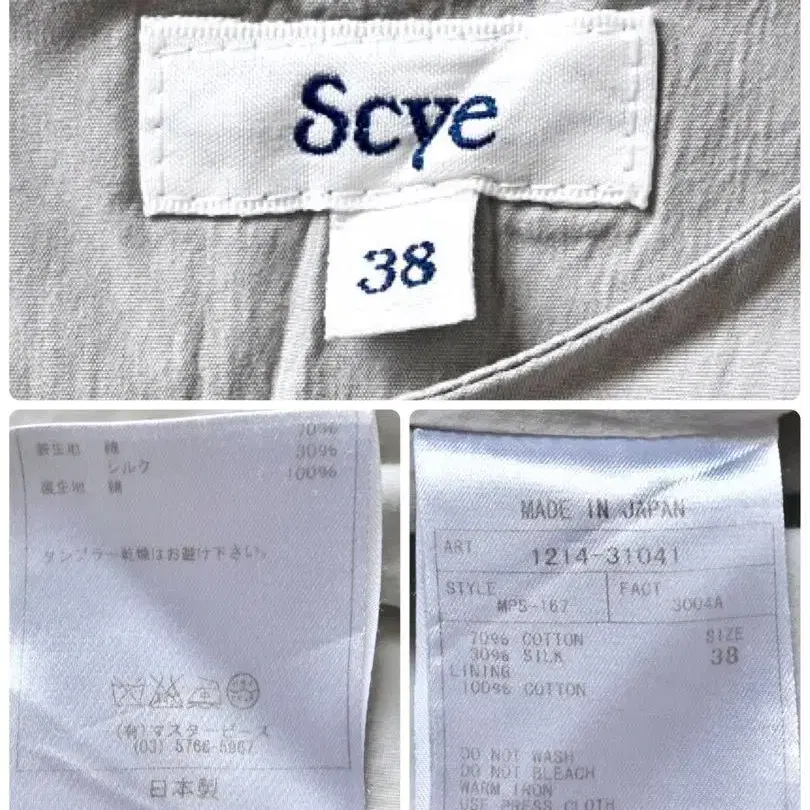 Scye
38
70%
表生地 綿 30%
シルク 100%
裏生地 綿
タンブラー乾燥はお避け下さい。
(有)マスターピース
(03) 5766-5967
日本製
MADE IN JAPAN
ART. 1214-31041
STYLE FACT
MPS-167 3004A
70% COTTON SIZE
30% SILK 38
LINING
100% COTTON
DO NOT WASH
DO NOT BLEACH
WARM IRON
USE PRESS CLOTH